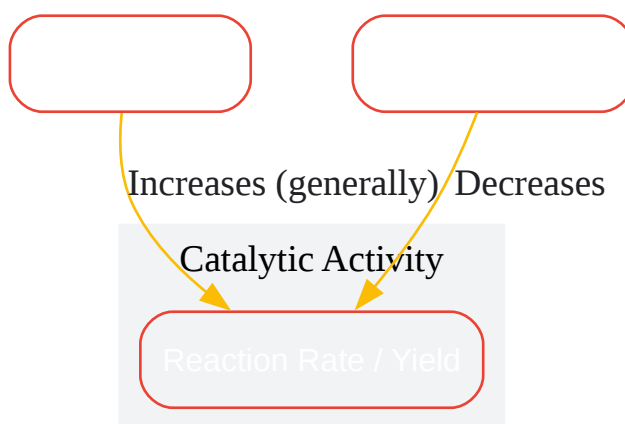 Increases (generally)
Decreases
Catalytic Activity
Reaction Rate / Yield